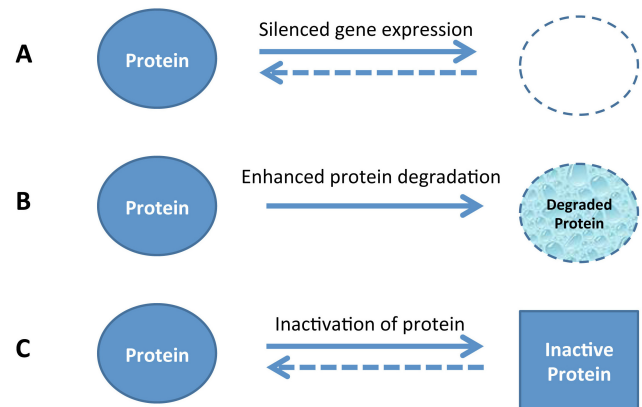 Silenced gene expression
A
Protein
Enhanced protein degradation
B
Protein
Degraded
Protein
Inactivation of protein
C
Protein
Inactive
Protein